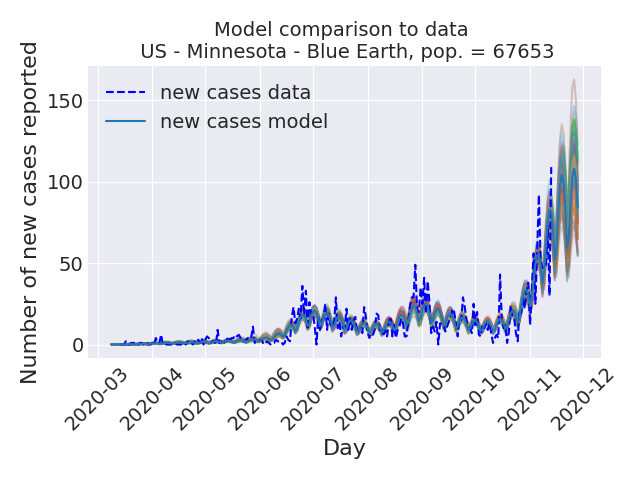 Model comparison to data
US - Minnesota - Blue Earth, pop. = 67653
Number of new cases reported
150
100
50
0
new cases data
new cases model
2020-03
2020-04
2020-05
2020-06
2020-07
2020-08
2020-09
2020-10
2020-11
2020-12
Day